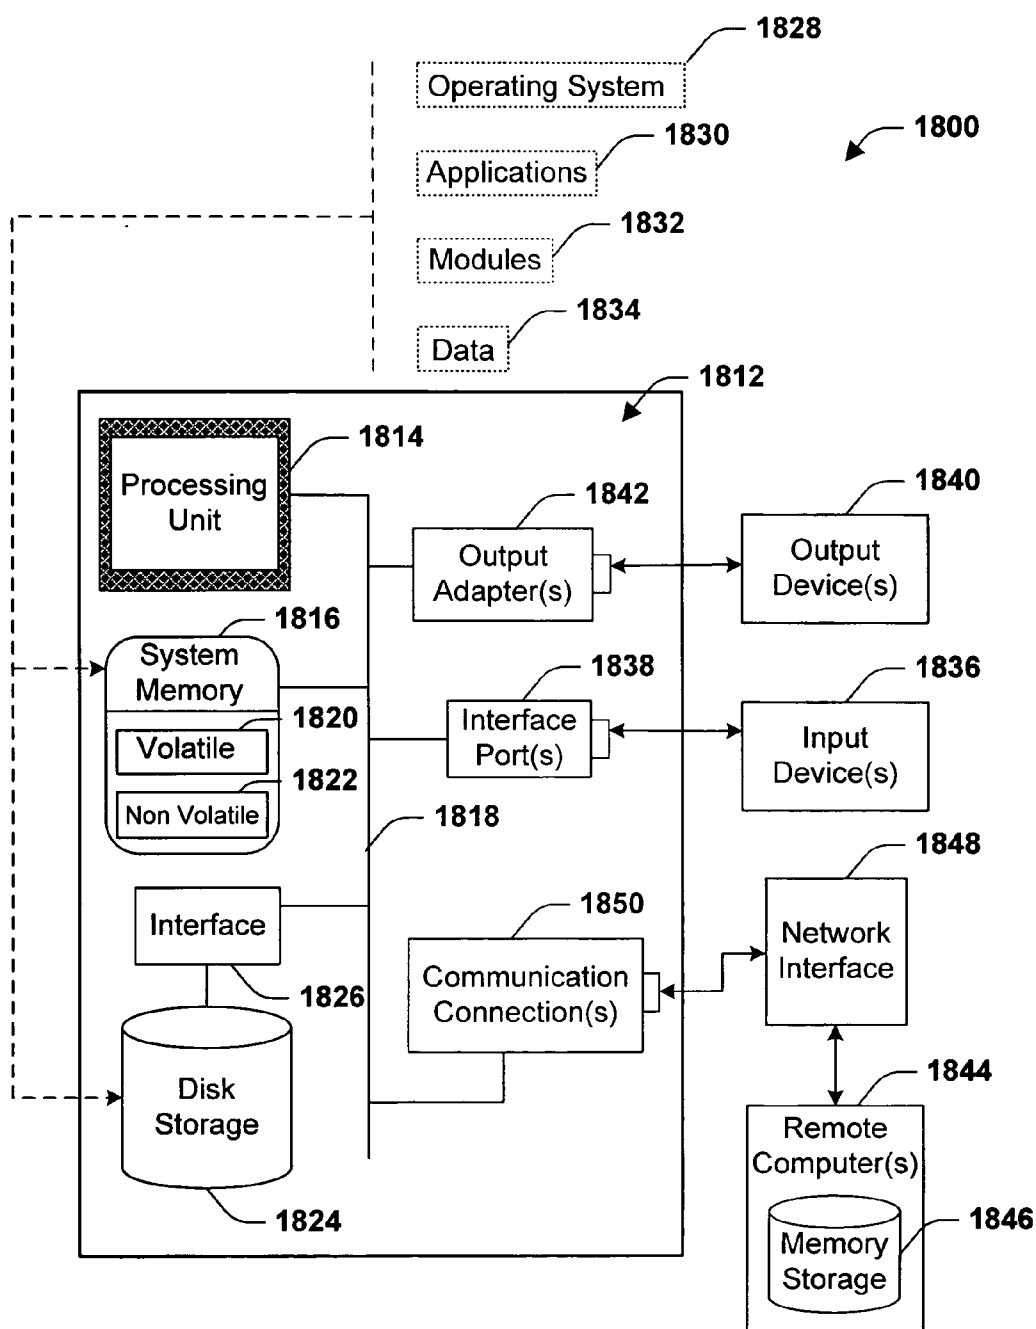 1828
Operating System
1800
1830
Applications
1832
Modules
1834
Data
1812
1814
Processing
Unit
1842
Output
Adapter(s)
1840
Output
Device(s)
1816
System
Memory
1820
Volatile
1822
Non Volatile
1838
Interface
Port(s)
1836
Input
Device(s)
1818
1848
Network
Interface
Interface
1826
1850
Communication
Connection(s)
Disk
Storage
1824
1844
Remote
Computer(s)
1846
Memory
Storage